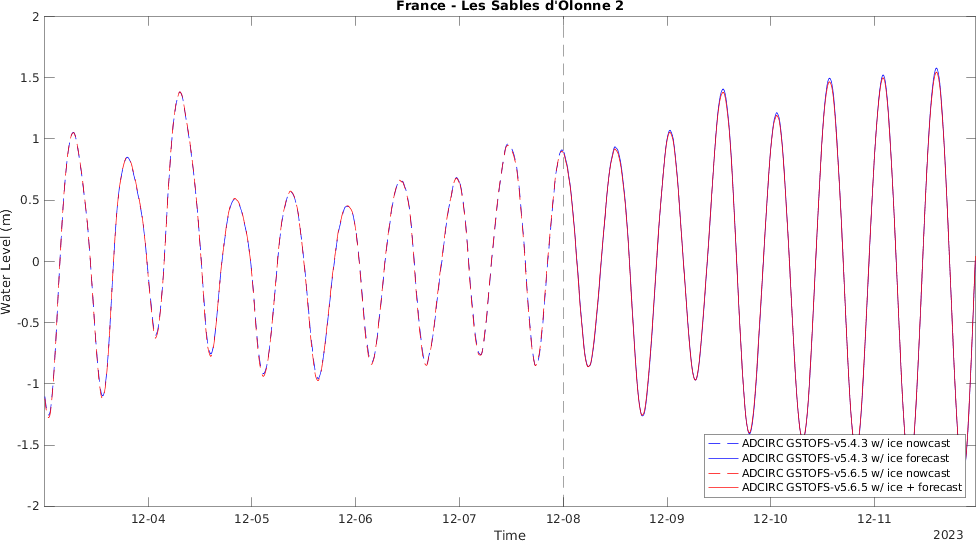 France - Les Sables d'Olonne 2
2
1.5
1
0.5
0
-0.5
-1
-1.5
-2
Water Level (m)
12-04
12-05
12-06
12-07
12-08
12-09
12-10
12-11
Time
2023
ADCIRC GSTOFS-v5.4.3 w/ ice nowcast
ADCIRC GSTOFS-v5.4.3 w/ ice forecast
ADCIRC GSTOFS-v5.6.5 w/ ice nowcast
ADCIRC GSTOFS-v5.6.5 w/ ice + forecast